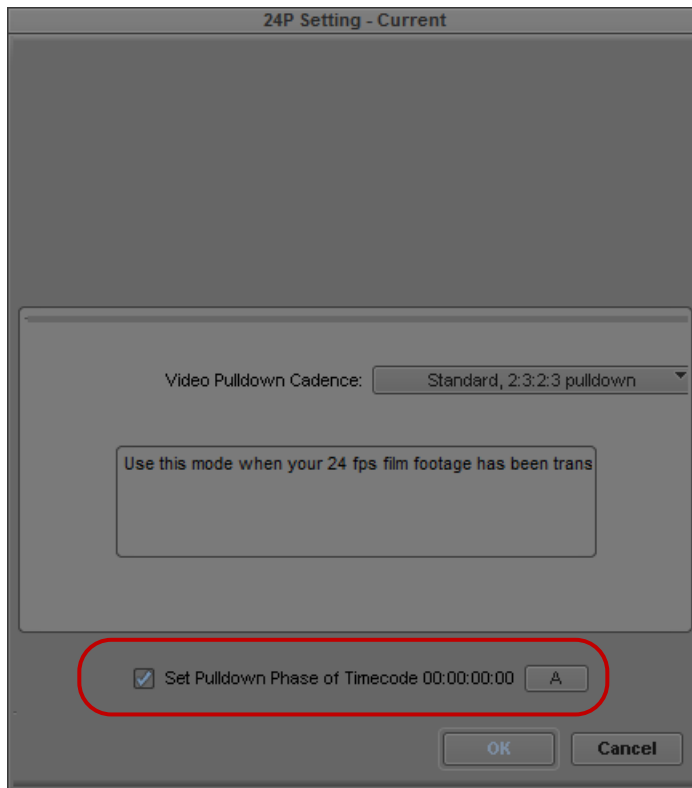 24P Setting - Current
Video Pulldown Cadence: Standard, 2:3:2:3 pulldown
Use this mode when your 24 fps film footage has been trans
Set Pulldown Phase of Timecode 00:00:00:00 A
OK Cancel